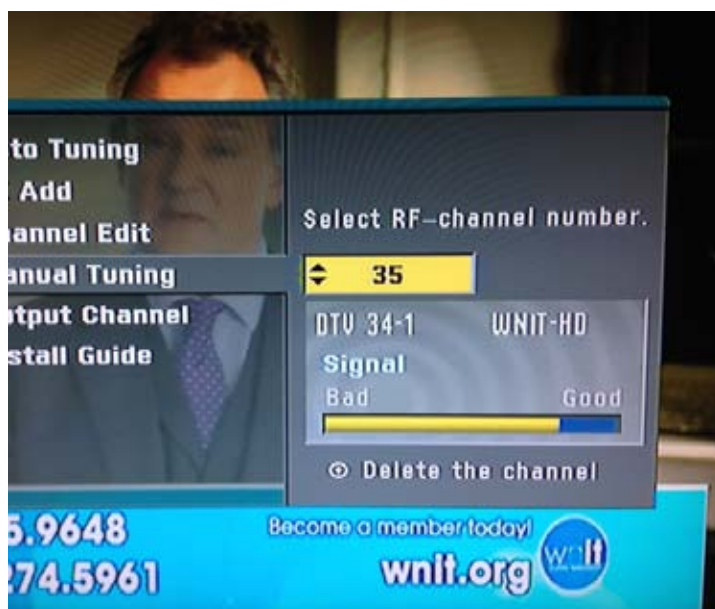 to Tuning
Add
annel Edit
anual Tuning
tput Channel
stall Guide
Select RF-channel number.
35
DTV 34-1 WNIT-HD
Signal
Bad Good
Delete the channel
5.9648
274.5961
Become a member today!
wnit.org
wnit